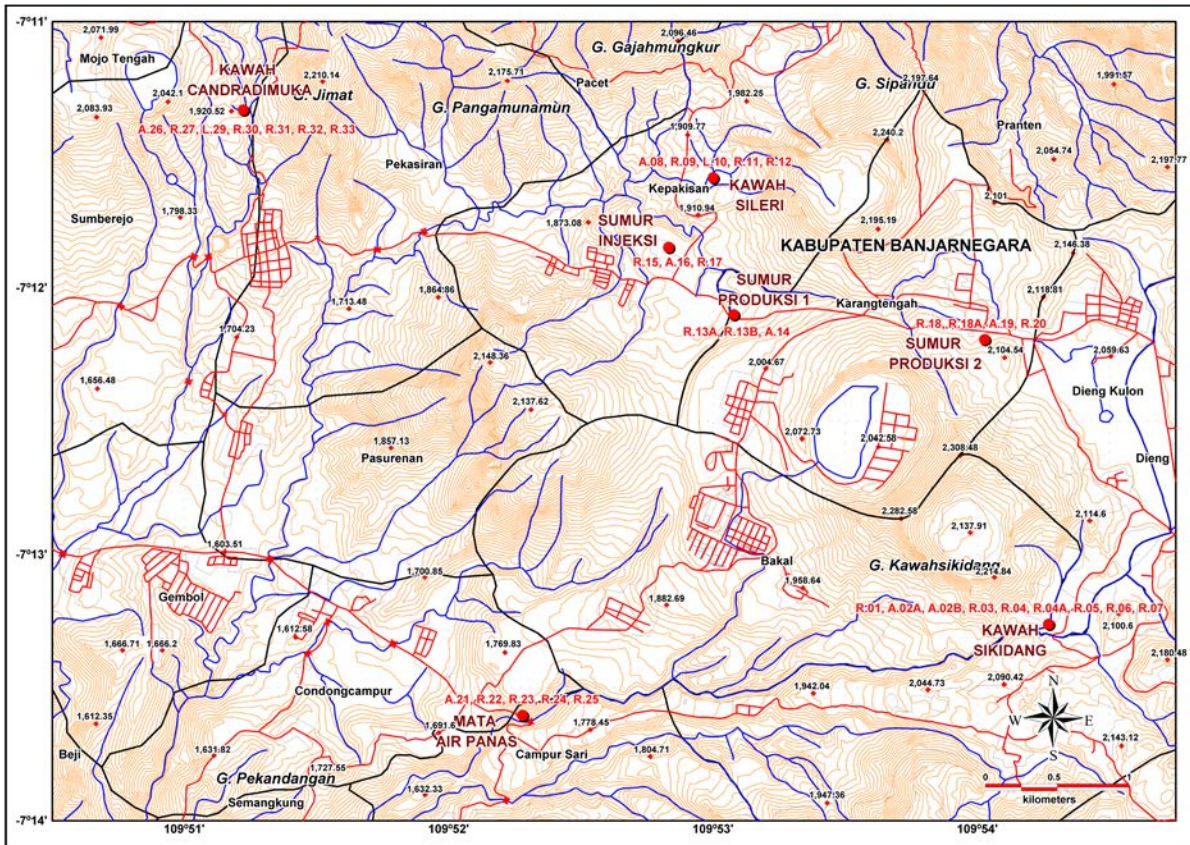 -7°11'
2,071.99
Mojo Tengah
2,096.46
G. Gajahmungkur
KAWAH
CANDRADIMUKA
2,210.14
G. Jimat
2,175.71
Pacet
2,197.64
G. Sipandu
1,991.57
2,042.1
1,920.52
2,083.93
G. Pangamunamun
1,982.25
Pranten
A.26, R.27, L.29, R.30, R.31, R.32, R.33
1,909.77
2,240.2
2,054.74
2,197.77
Pekasiran
A.08, R.09, L.10, R.11, R.12
Kepakisan
KAWAH
SILERI
2,101
Sumberejo
1,798.33
1,910.94
1,873.08
SUMUR
INJEKSI
2,195.19
KABUPATEN BANJARNEGARA
2,146.38
R.15, A.16, R.17
SUMUR
PRODUKSI 1
-7°12'
1,864.86
1,713.48
2,118.81
Karangtengah
R.13A, R.13B, A.14
R.18, R.18A, A.19, R.20
SUMUR
PRODUKSI 2
1,704.23
2,104.54
2,059.63
2,148.36
2,004.67
1,656.48
Dieng Kulon
2,137.62
2,072.73
2,042.58
1,857.13
Pasurenan
2,308.48
Dieng
2,282.58
2,114.6
2,137.91
-7°13'
1,603.51
1,700.85
Bakal
G. Kawahsikidang
2,214.84
Gembol
1,958.64
1,882.69
R.01, A.02A, A.02B, R.03, R.04, R.04A, R.05, R.06, R.07
2,100.6
1,612.58
KAWAH
SIKIDANG
1,666.71
1,666.2
1,769.83
2,180.48
Condongcampur
A.21, R.22, R.23, R.24, R.25
1,942.04
2,044.73
2,090.42
N
MATA
AIR PANAS
1,612.35
1,691.6
1,778.45
W
E
S
2,143.12
Beji
1,631.82
1,727.55
Campur Sari
1,804.71
G. Pekandangan
Semangkung
1,632.33
1,947.36
0
0.5
1
kilometers
-7°14'
109°51'
109°52'
109°53'
109°54'